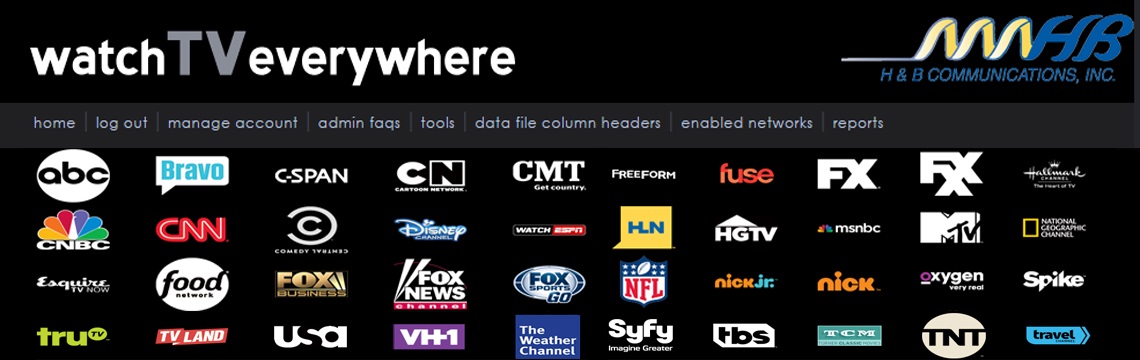 watchTVeverywhere
HB
H & B COMMUNICATIONS, INC.
home | log out | manage account | admin faqs | tools | data file column headers | enabled networks | reports
abc
Bravo
C-SPAN
CN
CARTOON NETWORK.
CMT
Get country.
FREEFORM
fuse
FX
FXX
Hallmark
CHANNEL
The Heart of TV
CNBC
CNN
C
COMEDY CENTRAL
Disney
CHANNEL
WATCH ESPN
HLN
HGTV
msnbc
MTV
NATIONAL
GEOGRAPHIC
CHANNEL
Esquire
TV NOW
food
network
FOX
BUSINESS
FOX
NEWS
channel
FOX
SPORTS
GO
NFL
nick jr.
nick
oxygen
very real
Spike
truTV
TV LAND
usa
VH1
The
Weather
Channel
Syfy
Imagine Greater
tbs
TCM
TURNER CLASSIC MOVIES
TNT
travel
CHANNEL